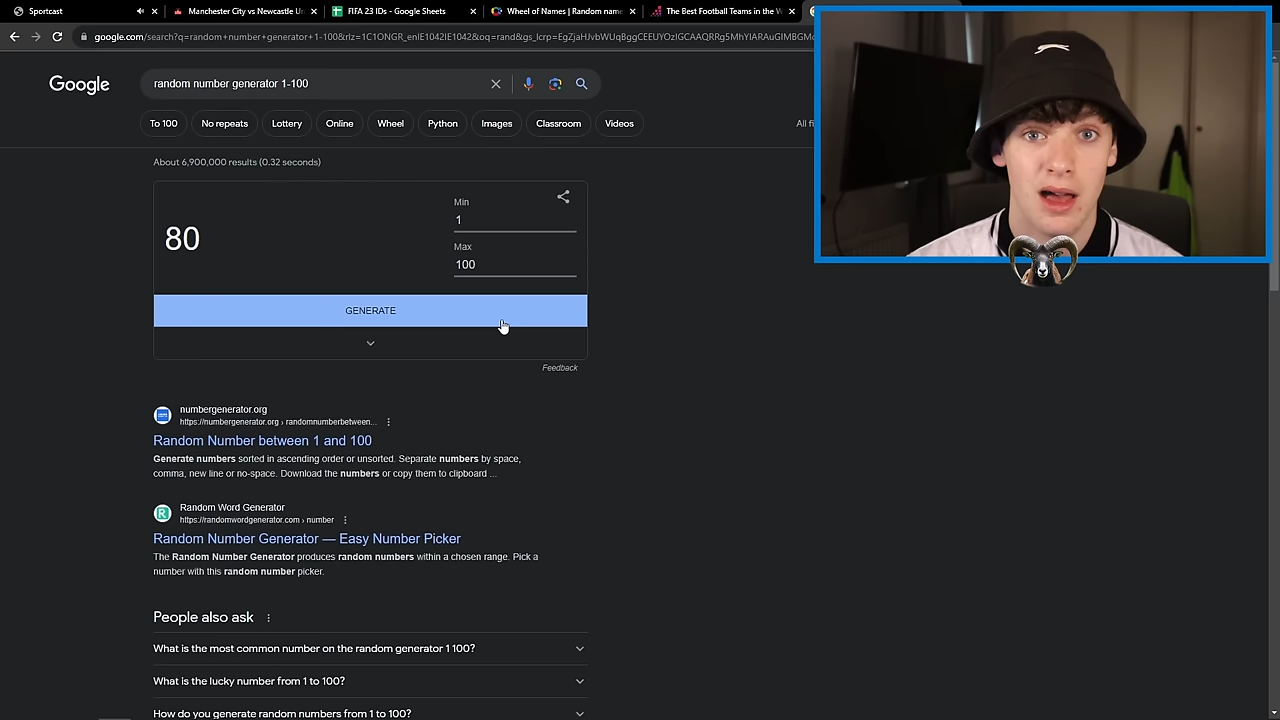 Sportcast
Manchester City vs Newcastle Un
FIFA 23 IDs - Google Sheets
Wheel of Names | Random name
The Best Football Teams in the W
google.com/search?q=random+number+generator+1-100&rlz=1C1ONGR_enIE1042IE1042&oq=rand&gs_lcrp=EgZjaHJvbWUqBggCEEUYOzIGCAAQRRg5MhYIARAuGIMBGM
Google
random number generator 1-100
To 100
No repeats
Lottery
Online
Wheel
Python
Images
Classroom
Videos
All fi
About 6,900,000 results (0.32 seconds)
80
Min
1
Max
100
GENERATE
Feedback
numbergenerator.org
https://numbergenerator.org › randomnumberbetween...
Random Number between 1 and 100
Generate numbers sorted in ascending order or unsorted. Separate numbers by space,
comma, new line or no-space. Download the numbers or copy them to clipboard ...
R
Random Word Generator
https://randomwordgenerator.com › number
Random Number Generator — Easy Number Picker
The Random Number Generator produces random numbers within a chosen range. Pick a
number with this random number picker.
People also ask
What is the most common number on the random generator 1 100?
What is the lucky number from 1 to 100?
How do you generate random numbers from 1 to 100?